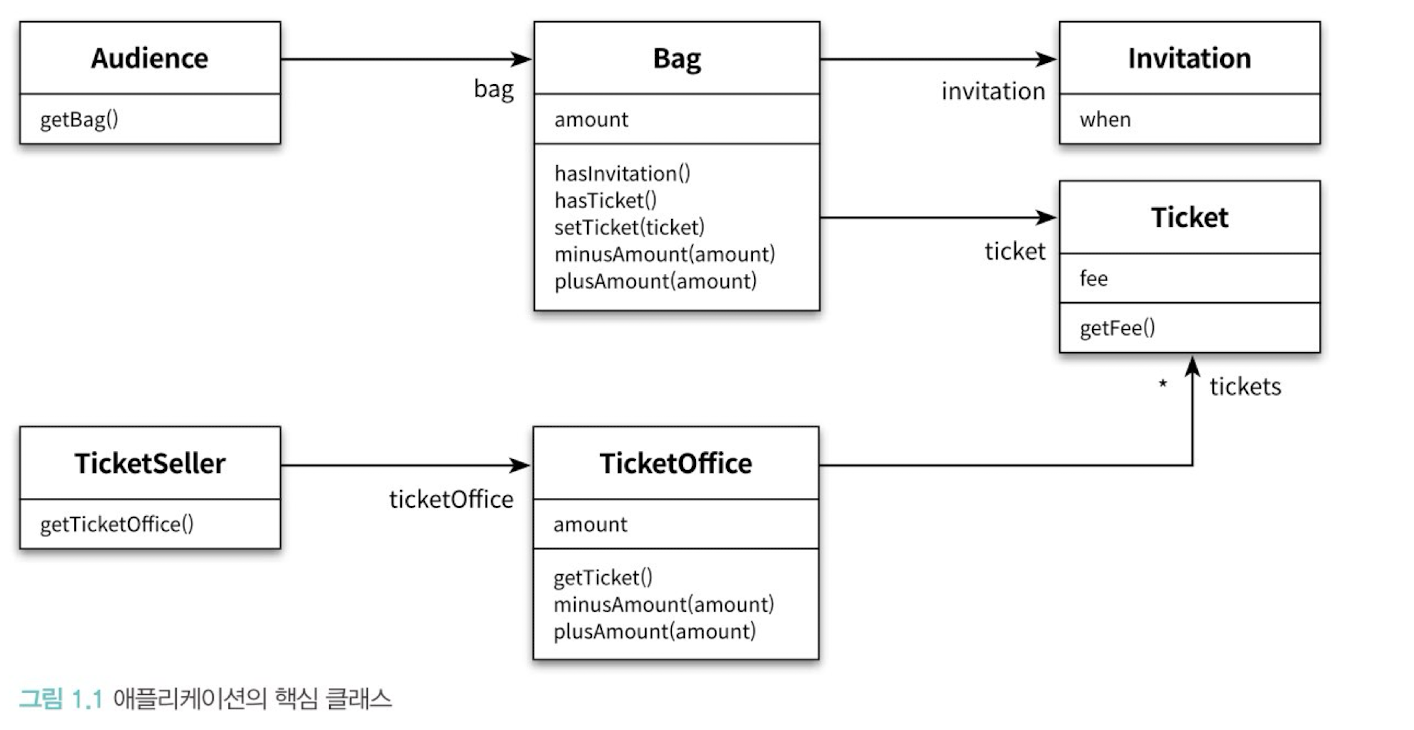 Audience
getBag()
bag
Bag
amount
hasInvitation()
hasTicket()
setTicket(ticket)
minusAmount(amount)
plusAmount(amount)
invitation
Invitation
when
ticket
Ticket
fee
getFee()
* tickets
TicketSeller
getTicketOffice()
ticketOffice
TicketOffice
amount
getTicket()
minusAmount(amount)
plusAmount(amount)
그림 1.1 애플리케이션의 핵심 클래스